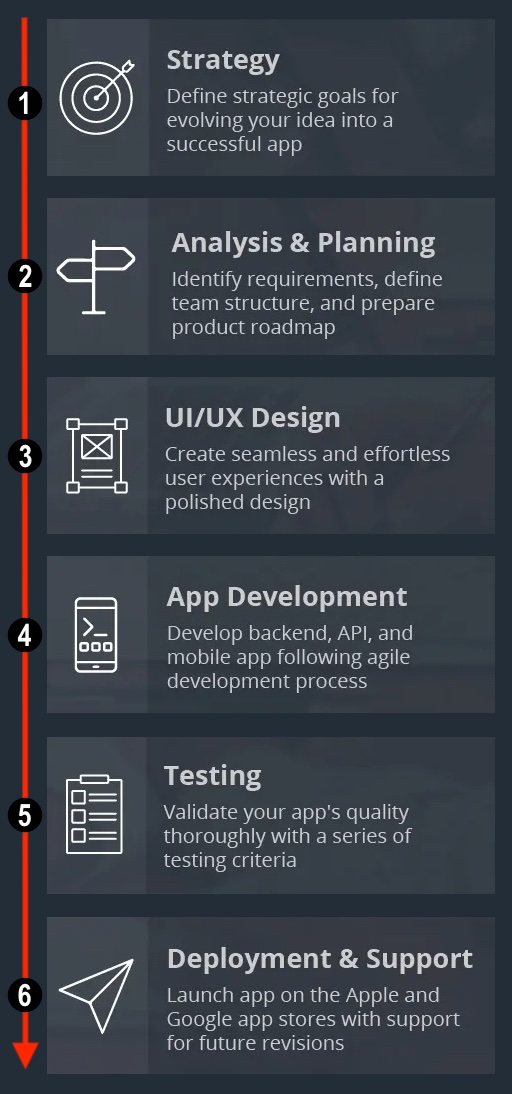 1
Strategy
Define strategic goals for
evolving your idea into a
successful app
2
Analysis & Planning
Identify requirements, define
team structure, and prepare
product roadmap
3
UI/UX Design
Create seamless and effortless
user experiences with a
polished design
4
App Development
Develop backend, API, and
mobile app following agile
development process
5
Testing
Validate your app's quality
thoroughly with a series of
testing criteria
6
Deployment & Support
Launch app on the Apple and
Google app stores with support
for future revisions